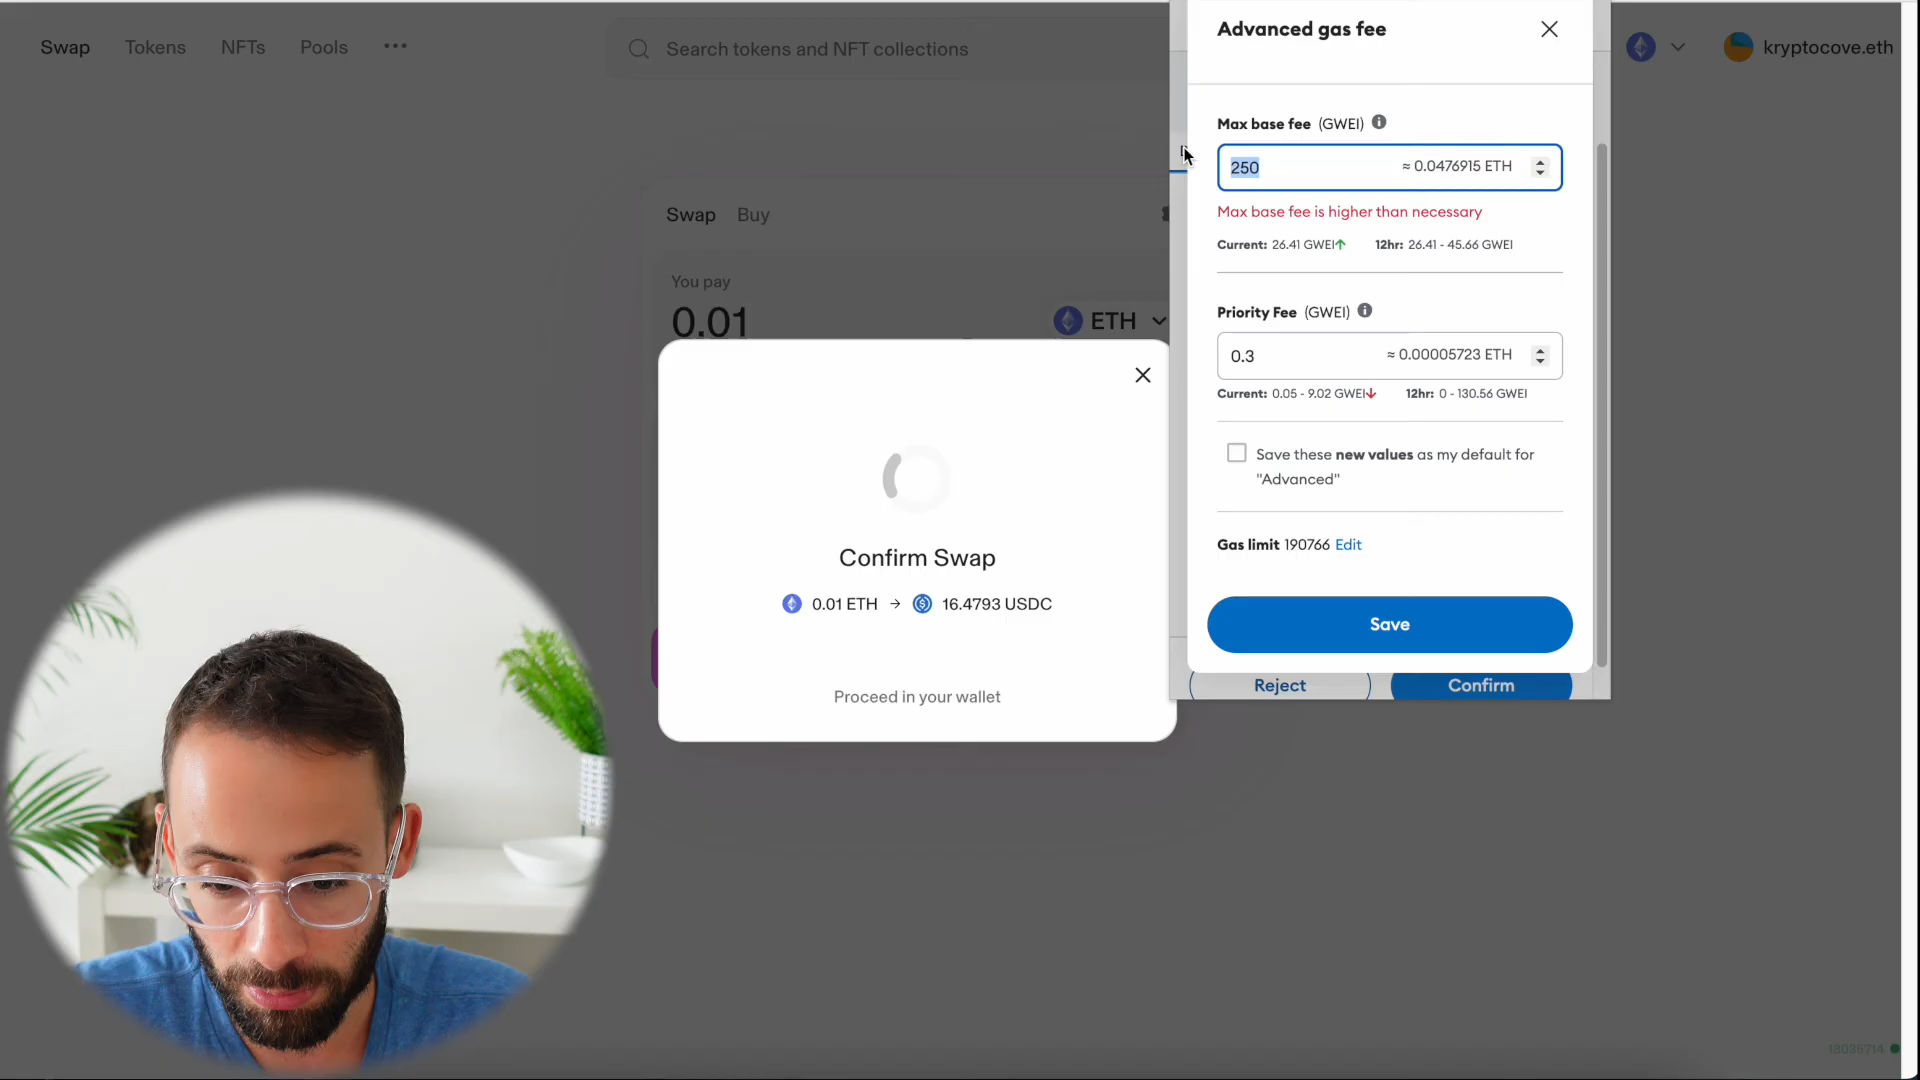 Swap Tokens NFTs Pools
Search tokens and NFT collections
kryptocove.eth
Swap Buy
You pay
0.01
ETH
Confirm Swap
0.01 ETH → 16.4793 USDC
Proceed in your wallet
Advanced gas fee
Max base fee (GWEI)
250 ≈ 0.0476915 ETH
Max base fee is higher than necessary
Current: 26.41 GWEI↑ 12hr: 26.41 - 45.66 GWEI
Priority Fee (GWEI)
0.3 ≈ 0.00005723 ETH
Current: 0.05 - 9.02 GWEI↓ 12hr: 0 - 130.56 GWEI
Save these new values as my default for
"Advanced"
Gas limit 190766 Edit
Save
Reject Confirm